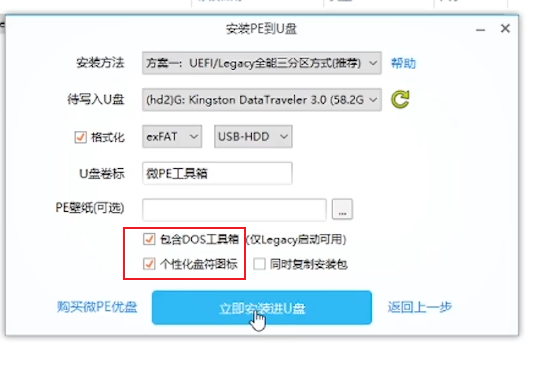 安装PE到U盘
安装方法 方案一：UEFI/Legacy全能三分区方式(推荐) 帮助
待写入U盘 (hd2)G: Kingston DataTraveler 3.0 (58.2G
格式化 exFAT USB-HDD
U盘卷标 微PE工具箱
PE壁纸(可选) ...
包含DOS工具箱 (仅Legacy启动可用)
个性化盘符图标 同时复制安装包
购买微PE优盘 立即安装进U盘 返回上一步